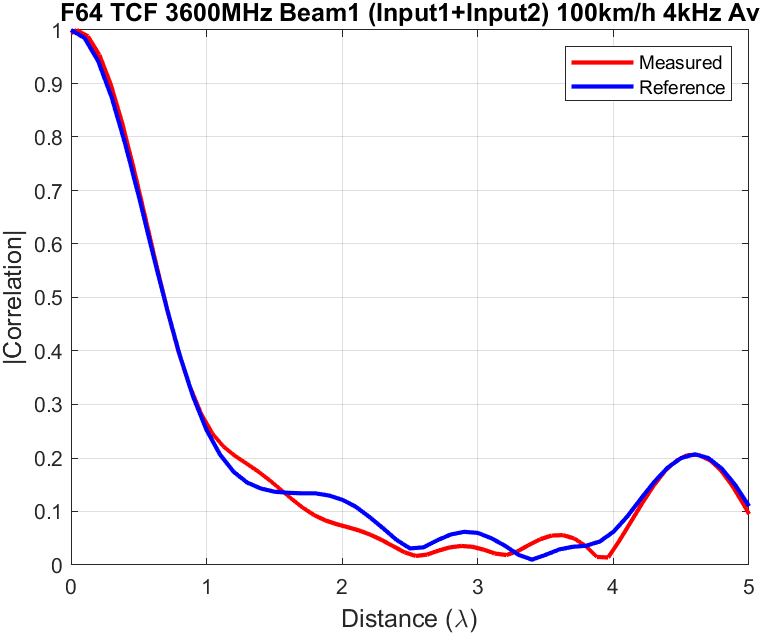 F64 TCF 3600MHz Beam1 (Input1+Input2) 100km/h 4kHz Av
Measured
Reference
|Correlation|
1
0.9
0.8
0.7
0.6
0.5
0.4
0.3
0.2
0.1
0
0 1 2 3 4 5
Distance (λ)